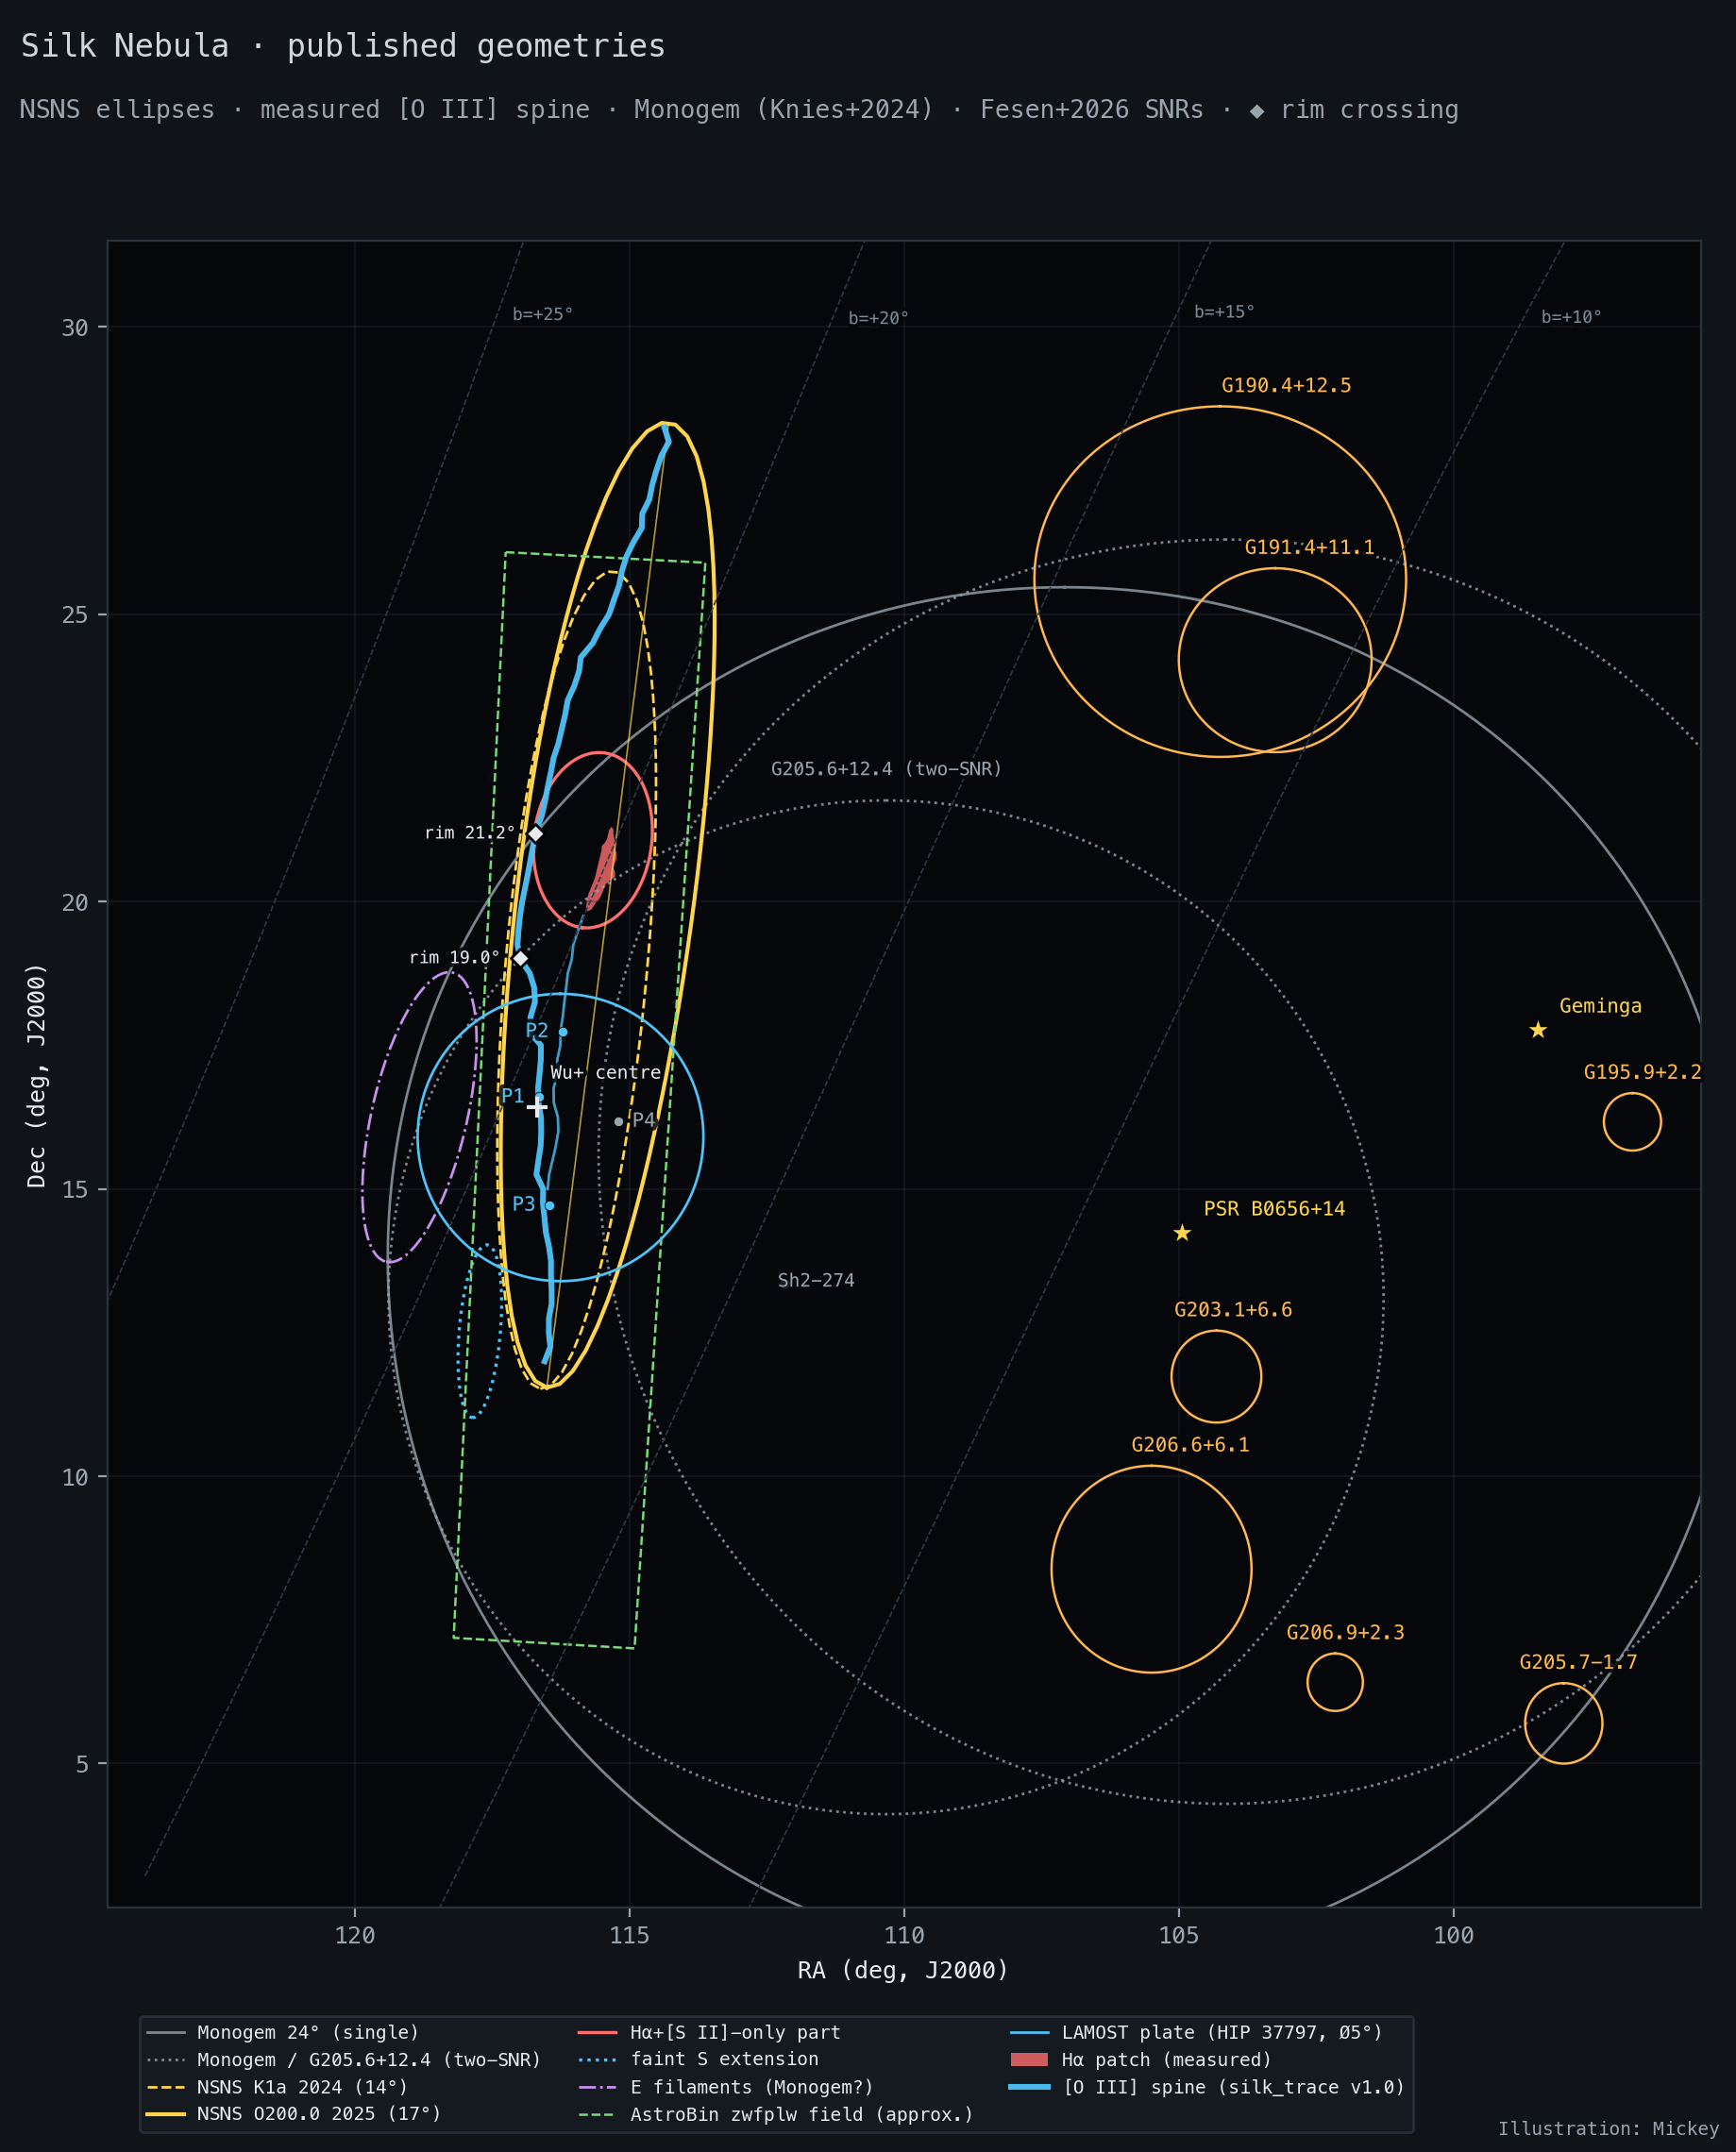 Silk Nebula · published geometries
NSNS ellipses · measured [O III] spine · Monogem (Knies+2024) · Fesen+2026 SNRs · ◆ rim crossing
b=+25°
b=+20°
b=+15°
b=+10°
30
G190.4+12.5
G191.4+11.1
25
G205.6+12.4 (two−SNR)
rim 21.2°
20
rim 19.0°
Geminga
P2
Wu+ centre
G195.9+2.2
P1
P4
15
P3
PSR B0656+14
Sh2−274
G203.1+6.6
G206.6+6.1
10
G206.9+2.3
G205.7−1.7
5
Dec (deg, J2000)
120
115
110
105
100
RA (deg, J2000)
Monogem 24° (single)
Monogem / G205.6+12.4 (two−SNR)
NSNS K1a 2024 (14°)
NSNS O200.0 2025 (17°)
Hα+[S II]−only part
faint S extension
E filaments (Monogem?)
AstroBin zwfplw field (approx.)
LAMOST plate (HIP 37797, Ø5°)
Hα patch (measured)
[O III] spine (silk_trace v1.0)
Illustration: Mickey